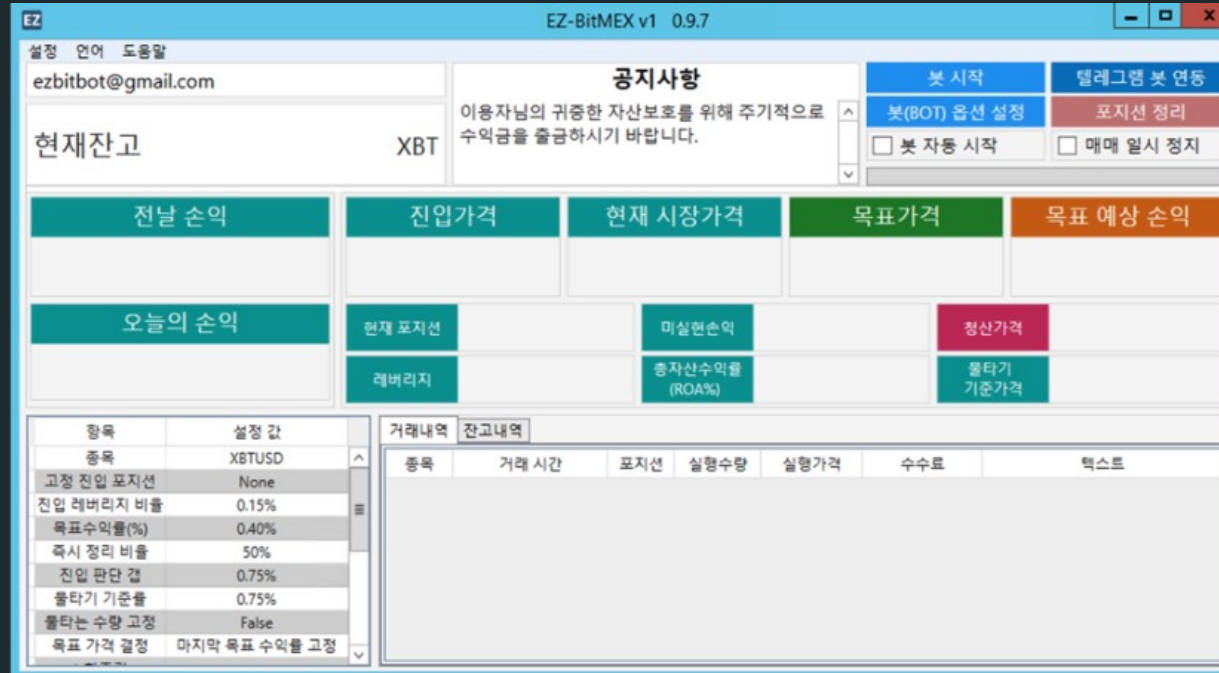 EZ
EZ-BitMEX v1 0.9.7
설정 언어 도움말
ezbitbot@gmail.com
현재잔고 XBT
공지사항
이용자님의 귀중한 자산보호를 위해 주기적으로
수익금을 출금하시기 바랍니다.
봇 시작
텔레그램 봇 연동
봇(BOT) 옵션 설정
포지션 정리
봇 자동 시작
매매 일시 정지
전날 손익
진입가격
현재 시장가격
목표가격
목표 예상 손익
오늘의 손익
현재 포지션
미실현손익
청산가격
레버리지
총자산수익률
(ROA%)
물타기
기준가격
항목 설정 값
종목 XBTUSD
고정 진입 포지션 None
진입 레버리지 비율 0.15%
목표수익률(%) 0.40%
즉시 정리 비율 50%
진입 판단 갭 0.75%
물타기 기준률 0.75%
물타는 수량 고정 False
목표 가격 결정 마지막 목표 수익률 고정
거래내역 잔고내역
종목 거래 시간 포지션 실행수량 실행가격 수수료 텍스트